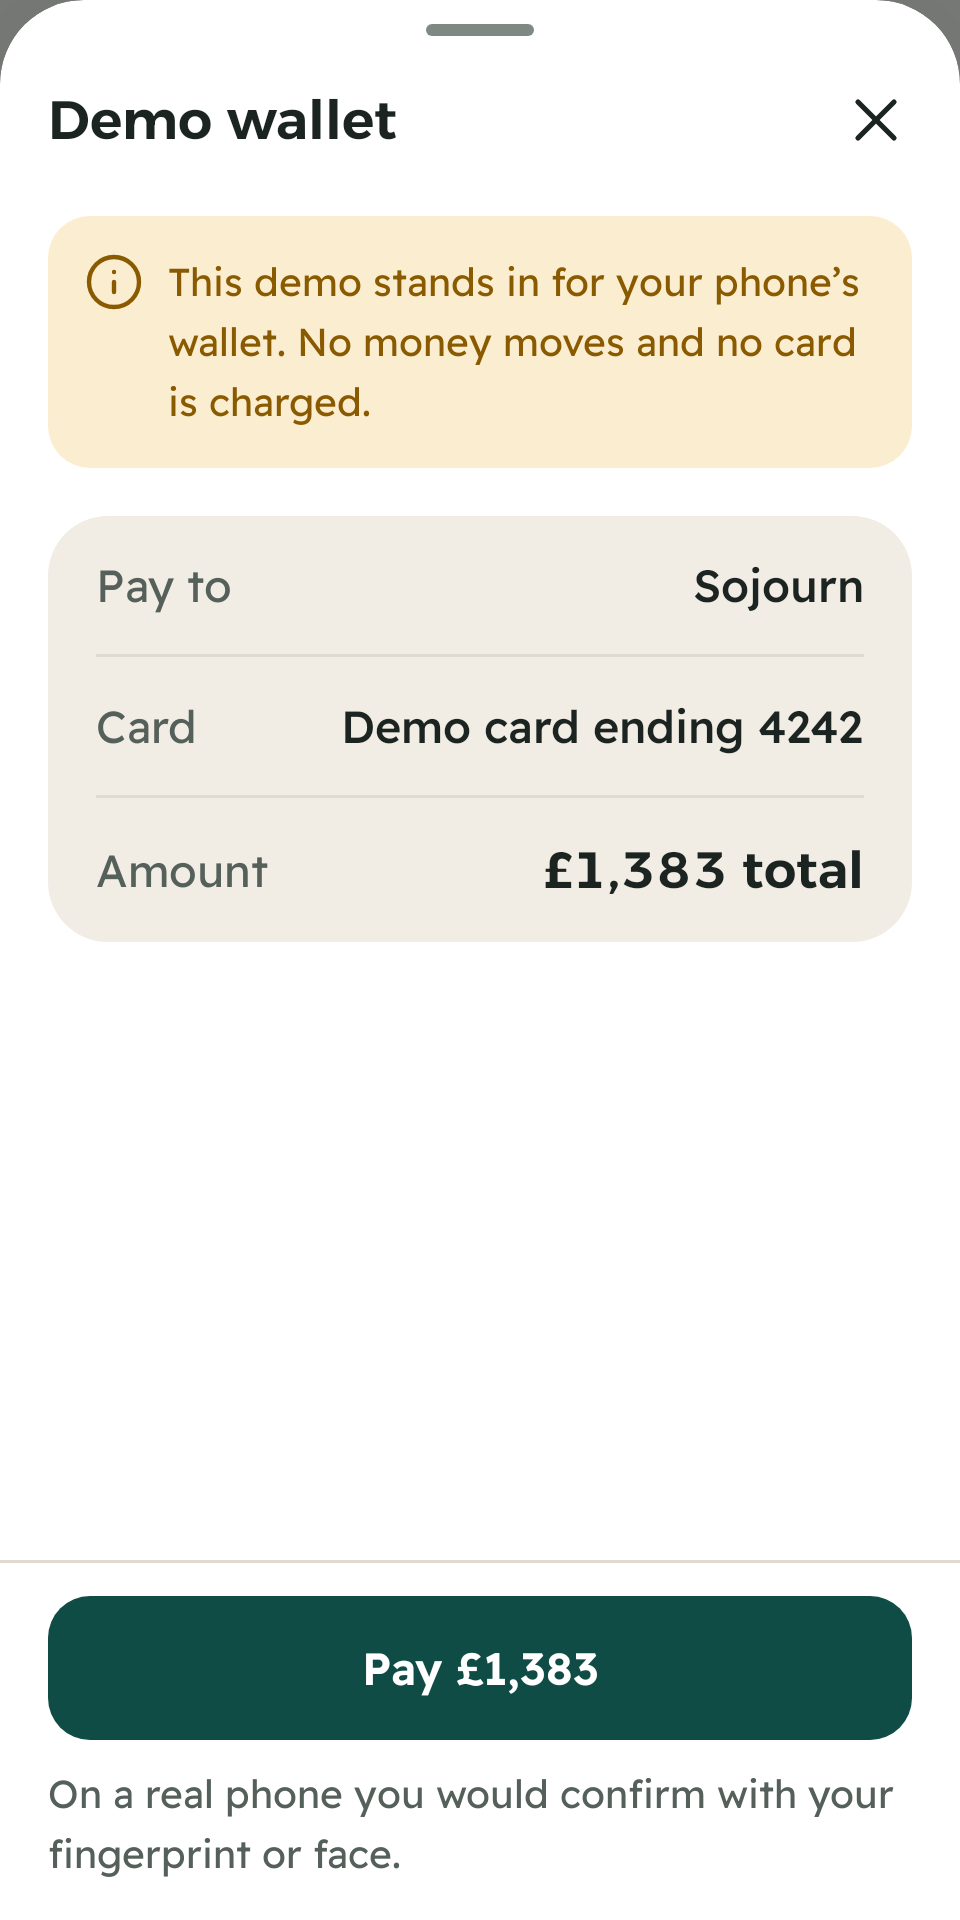 Demo wallet
This demo stands in for your phone’s
wallet. No money moves and no card
is charged.
Pay to Sojourn
Card Demo card ending 4242
Amount £1,383 total
Pay £1,383
On a real phone you would confirm with your
fingerprint or face.